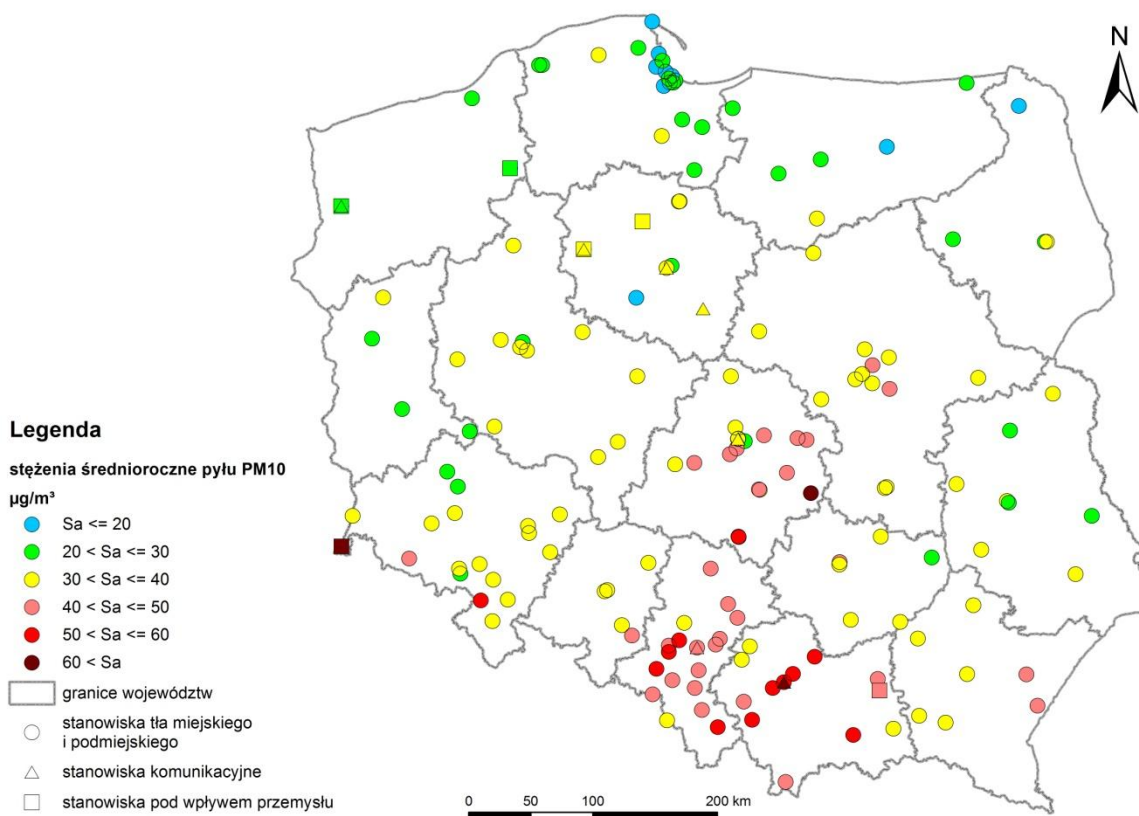 N
Legenda
stężenia średnioroczne pyłu PM10
µg/m³
Sa <= 20
20 < Sa <= 30
30 < Sa <= 40
40 < Sa <= 50
50 < Sa <= 60
60 < Sa
granice województw
stanowiska tła miejskiego
i podmiejskiego
stanowiska komunikacyjne
stanowiska pod wpływem przemysłu
0 50 100 200 km